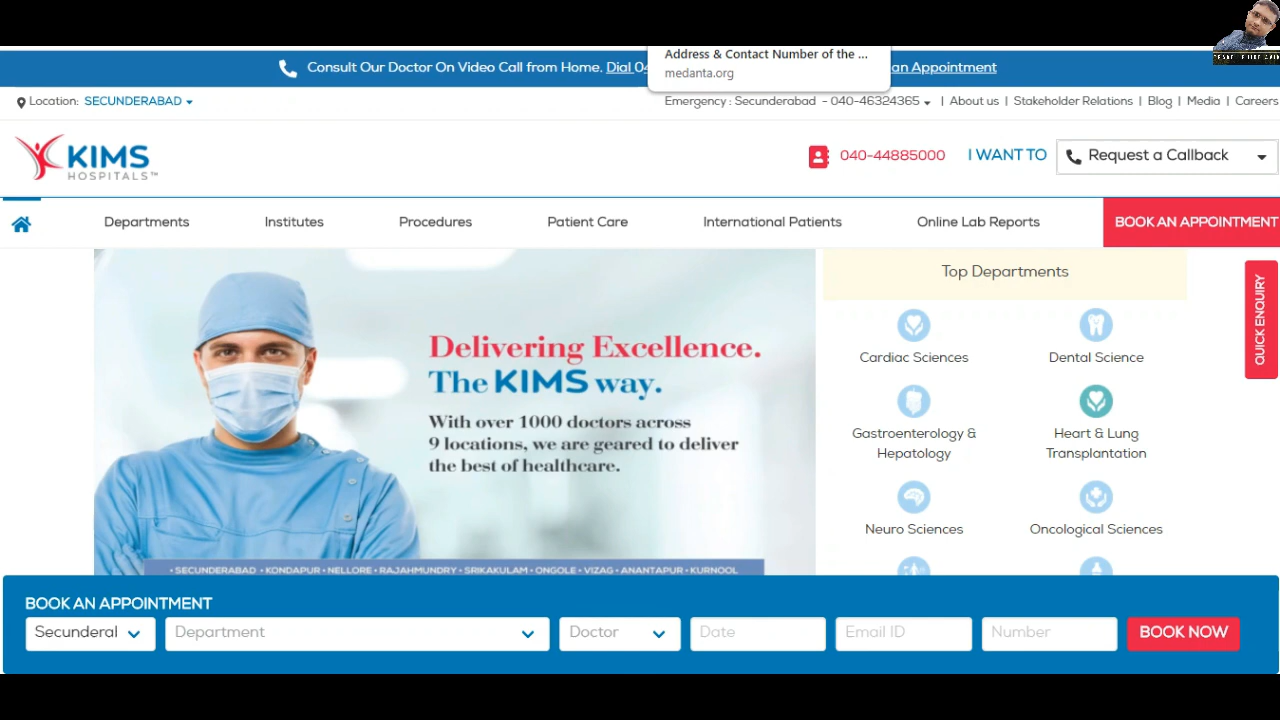 Address & Contact Number of the ...
medanta.org
Consult Our Doctor On Video Call from Home. Dial 04
an Appointment
Location: SECUNDERABAD
Emergency : Secunderabad - 040-46324365 | About us | Stakeholder Relations | Blog | Media | Careers
KIMS
HOSPITALS™
040-44885000
I WANT TO
Request a Callback
Departments
Institutes
Procedures
Patient Care
International Patients
Online Lab Reports
BOOK AN APPOINTMENT
Delivering Excellence.
The KIMS way.
With over 1000 doctors across
9 locations, we are geared to deliver
the best of healthcare.
• SECUNDERABAD • KONDAPUR • NELLORE • RAJAHMUNDRY • SRIKAKULAM • ONGOLE • VIZAG • ANANTAPUR • KURNOOL
Top Departments
Cardiac Sciences
Dental Science
Gastroenterology &
Hepatology
Heart & Lung
Transplantation
Neuro Sciences
Oncological Sciences
QUICK ENQUIRY
BOOK AN APPOINTMENT
Secunderal
Department
Doctor
Date
Email ID
Number
BOOK NOW